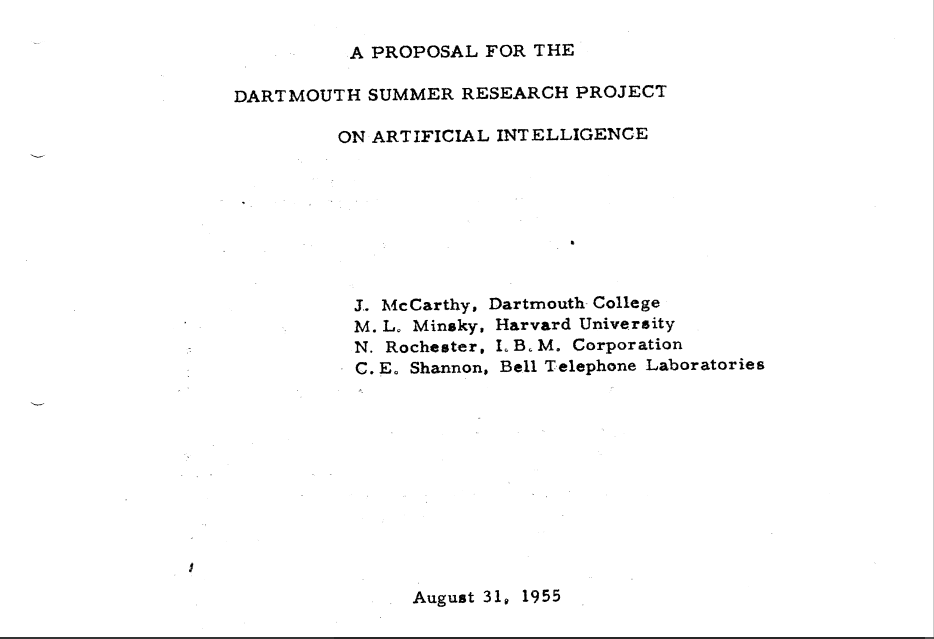 A PROPOSAL FOR THE
DARTMOUTH SUMMER RESEARCH PROJECT
ON ARTIFICIAL INTELLIGENCE
J. McCarthy, Dartmouth College
M. L. Minsky, Harvard University
N. Rochester, I. B. M. Corporation
C. E. Shannon, Bell Telephone Laboratories
August 31, 1955